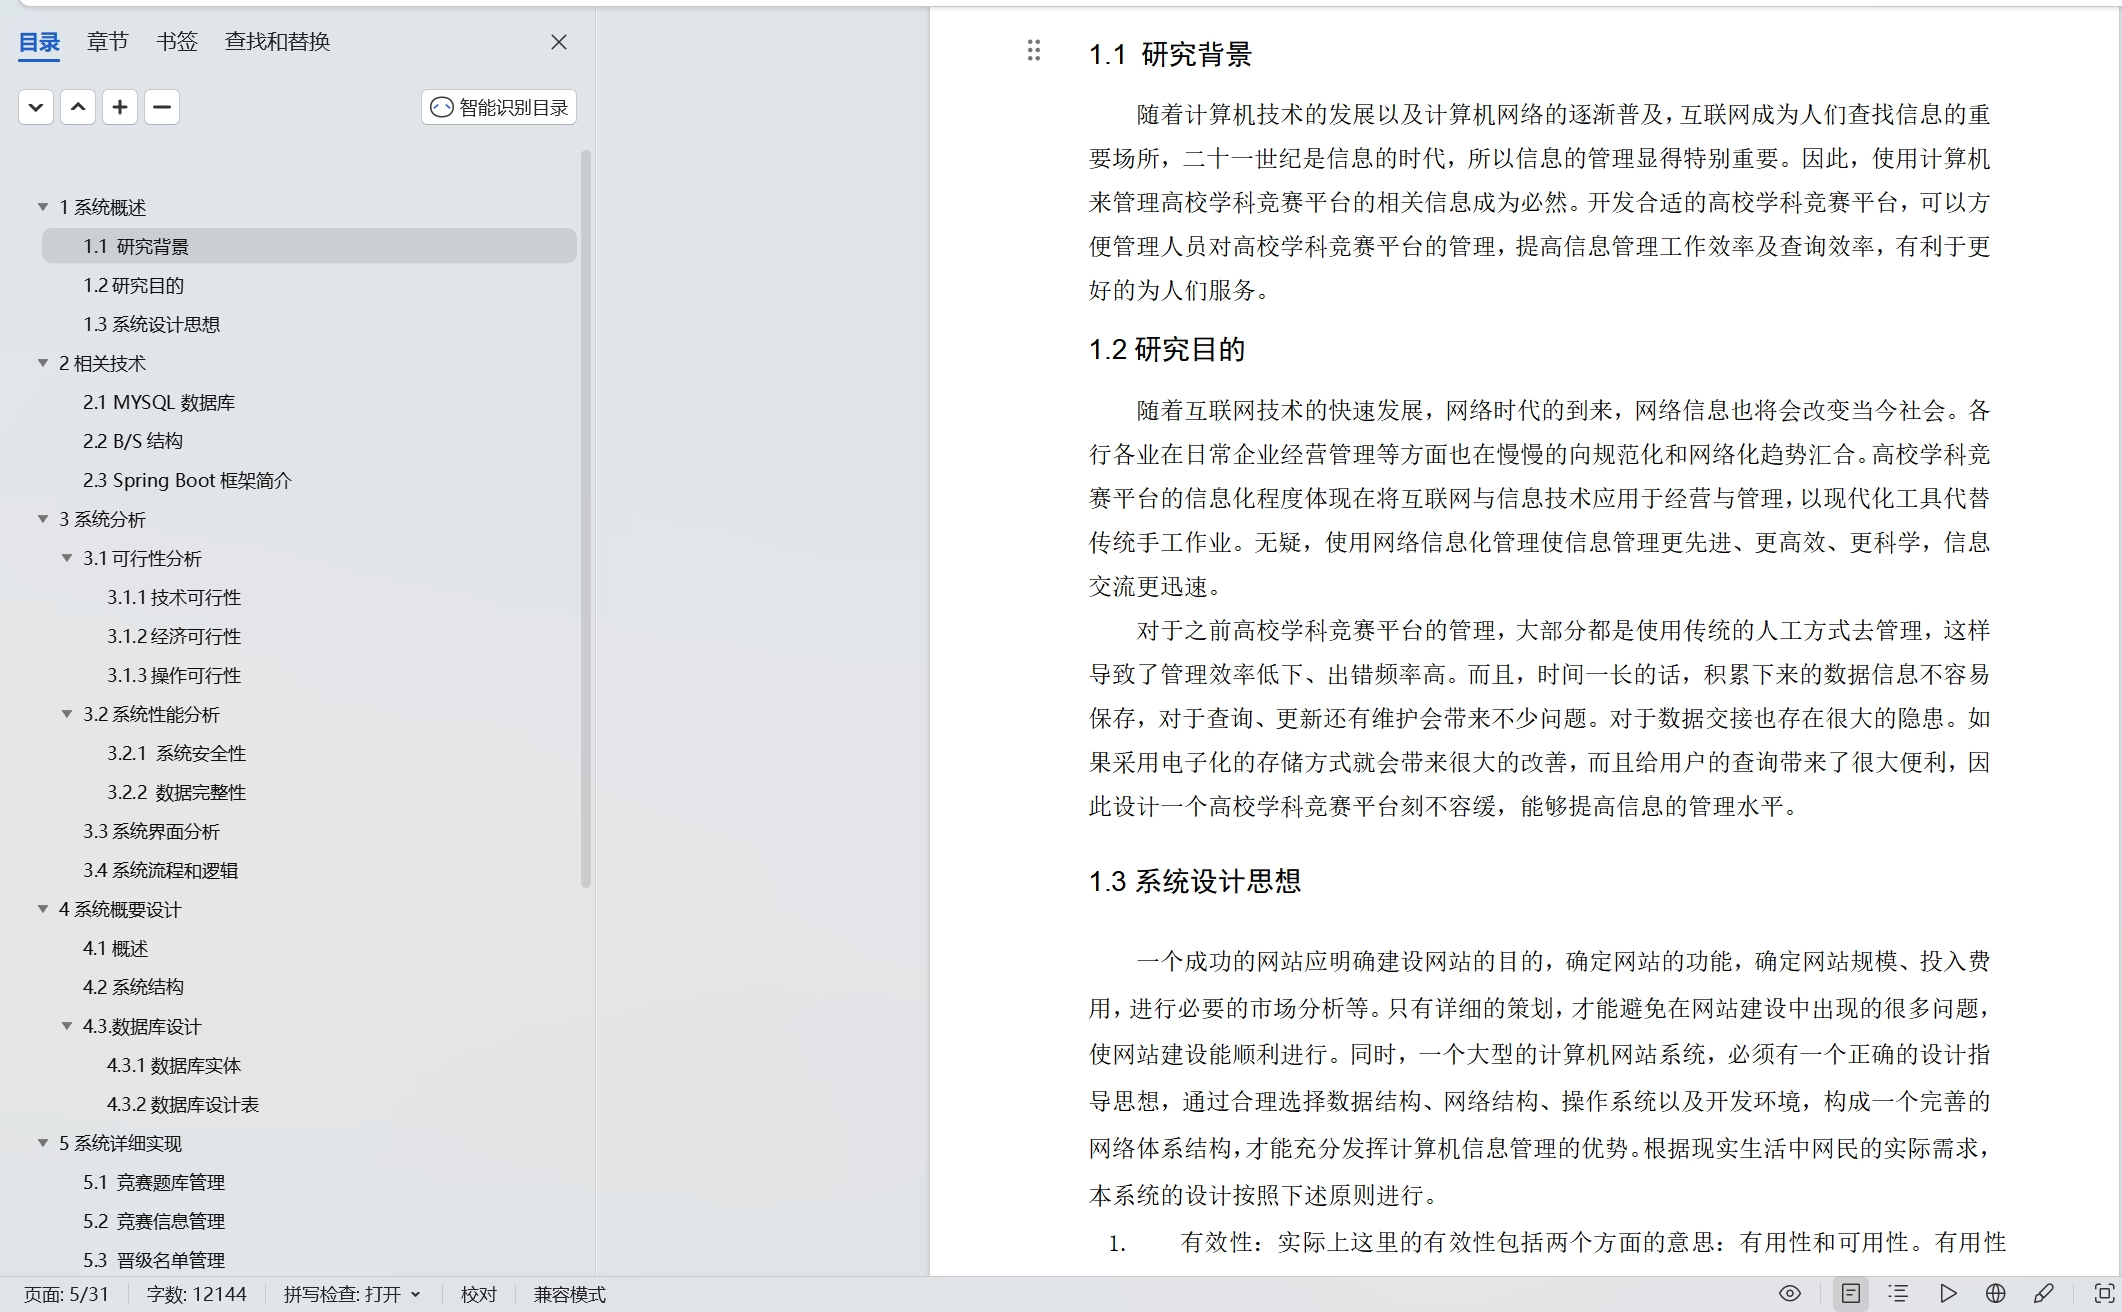 目录 章节 书签 查找和替换
智能识别目录
1 系统概述
1.1 研究背景
1.2 研究目的
1.3 系统设计思想
2 相关技术
2.1 MYSQL 数据库
2.2 B/S 结构
2.3 Spring Boot 框架简介
3 系统分析
3.1 可行性分析
3.1.1 技术可行性
3.1.2 经济可行性
3.1.3 操作可行性
3.2 系统性能分析
3.2.1 系统安全性
3.2.2 数据完整性
3.3 系统界面分析
3.4 系统流程和逻辑
4 系统概要设计
4.1 概述
4.2 系统结构
4.3.数据库设计
4.3.1 数据库实体
4.3.2 数据库设计表
5 系统详细实现
5.1 竞赛题库管理
5.2 竞赛信息管理
5.3 晋级名单管理
1.1 研究背景
随着计算机技术的发展以及计算机网络的逐渐普及，互联网成为人们查找信息的重
要场所，二十一世纪是信息的时代，所以信息的管理显得特别重要。因此，使用计算机
来管理高校学科竞赛平台的相关信息成为必然。开发合适的高校学科竞赛平台，可以方
便管理人员对高校学科竞赛平台的管理，提高信息管理工作效率及查询效率，有利于更
好的为人们服务。
1.2 研究目的
随着互联网技术的快速发展，网络时代的到来，网络信息也将会改变当今社会。各
行各业在日常企业经营管理等方面也在慢慢的向规范化和网络化趋势汇合。高校学科竞
赛平台的信息化程度体现在将互联网与信息技术应用于经营与管理，以现代化工具代替
传统手工作业。无疑，使用网络信息化管理使信息管理更先进、更高效、更科学，信息
交流更迅速。
对于之前高校学科竞赛平台的管理，大部分都是使用传统的人工方式去管理，这样
导致了管理效率低下、出错频率高。而且，时间一长的话，积累下来的数据信息不容易
保存，对于查询、更新还有维护会带来不少问题。对于数据交接也存在很大的隐患。如
果采用电子化的存储方式就会带来很大的改善，而且给用户的查询带来了很大便利，因
此设计一个高校学科竞赛平台刻不容缓，能够提高信息的管理水平。
1.3 系统设计思想
一个成功的网站应明确建设网站的目的，确定网站的功能，确定网站规模、投入费
用，进行必要的市场分析等。只有详细的策划，才能避免在网站建设中出现的很多问题，
使网站建设能顺利进行。同时，一个大型的计算机网站系统，必须有一个正确的设计指
导思想，通过合理选择数据结构、网络结构、操作系统以及开发环境，构成一个完善的
网络体系结构，才能充分发挥计算机信息管理的优势。根据现实生活中网民的实际需求，
本系统的设计按照下述原则进行。
1. 有效性：实际上这里的有效性包括两个方面的意思：有用性和可用性。有用性
页面: 5/31 字数: 12144 拼写检查: 打开 校对 兼容模式